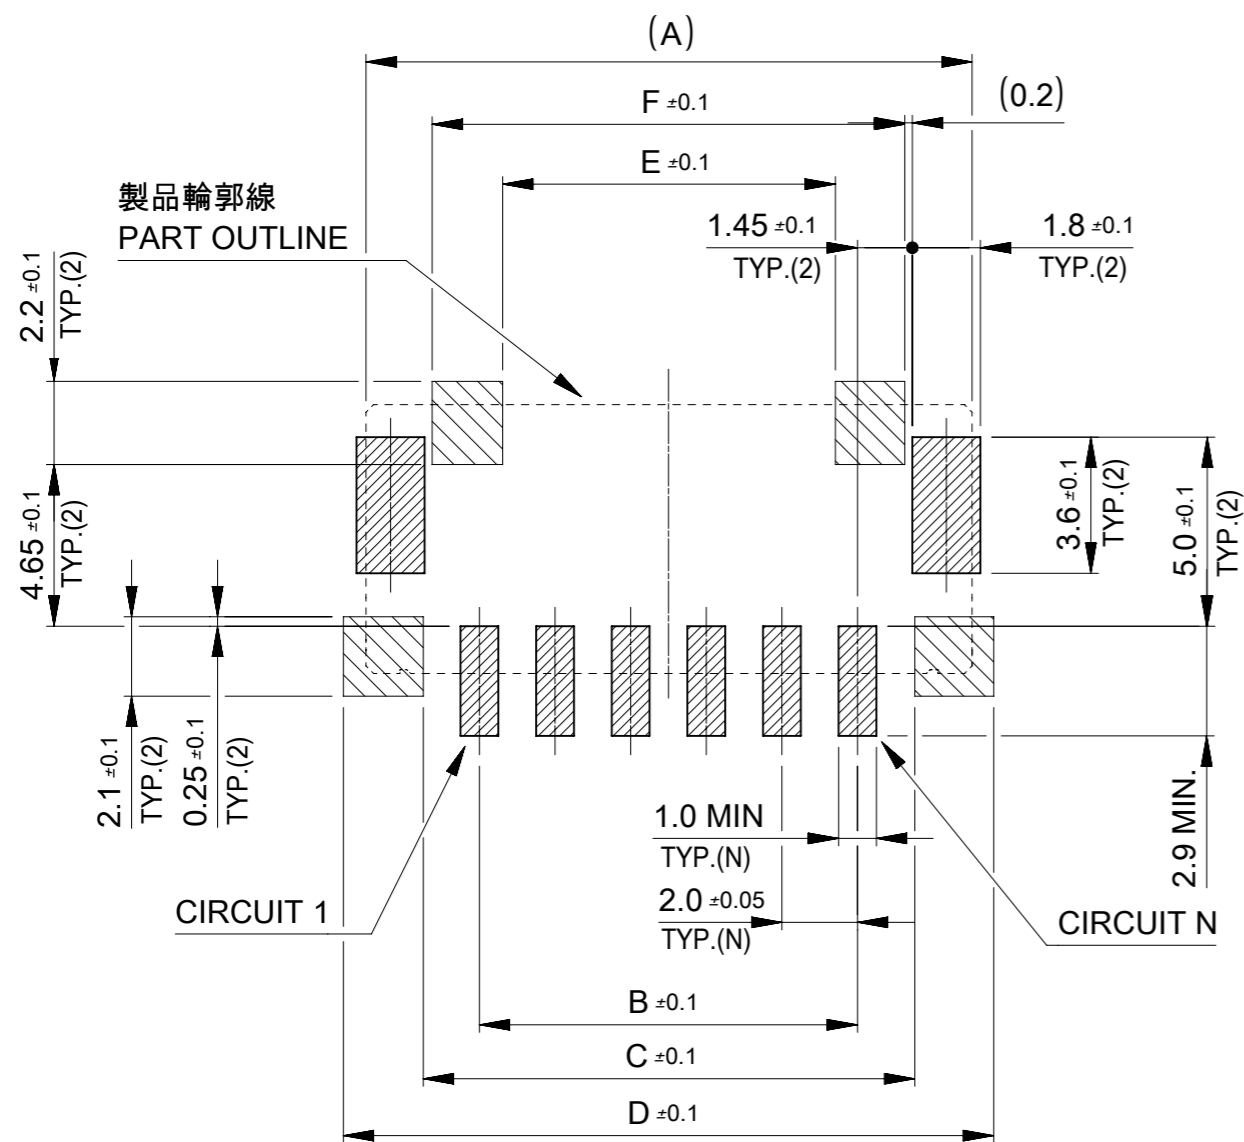 (A)
F ±0.1
(0.2)
E ±0.1
製品輪郭線
PART OUTLINE
1.45 ±0.1
TYP.(2)
1.8 ±0.1
TYP.(2)
2.2 ±0.1
TYP.(2)
4.65 ±0.1
TYP.(2)
3.6 ±0.1
TYP.(2)
5.0 ±0.1
TYP.(2)
2.1 ±0.1
TYP.(2)
0.25 ±0.1
TYP.(2)
1.0 MIN
TYP.(N)
2.9 MIN.
2.0 ±0.05
TYP.(N)
CIRCUIT 1
CIRCUIT N
B ±0.1
C ±0.1
D ±0.1